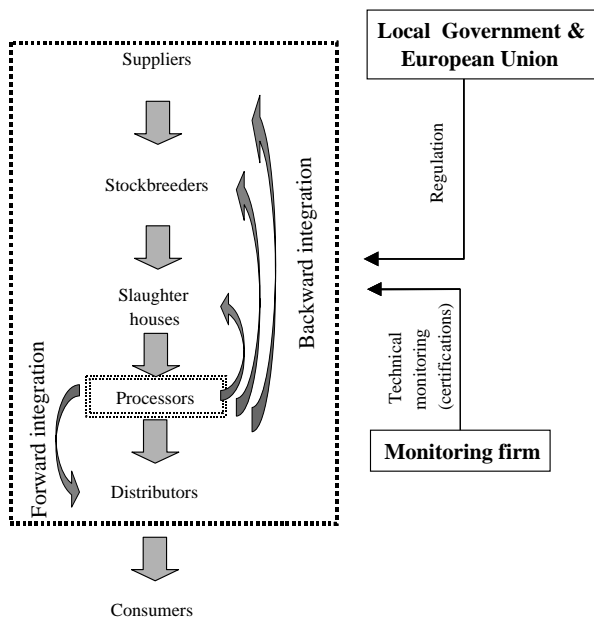 Suppliers
Stockbreeders
Slaughter
houses
Processors
Distributors
Consumers
Forward integration
Backward integration
Local Government &
European Union
Regulation
Technical
monitoring
(certifications)
Monitoring firm